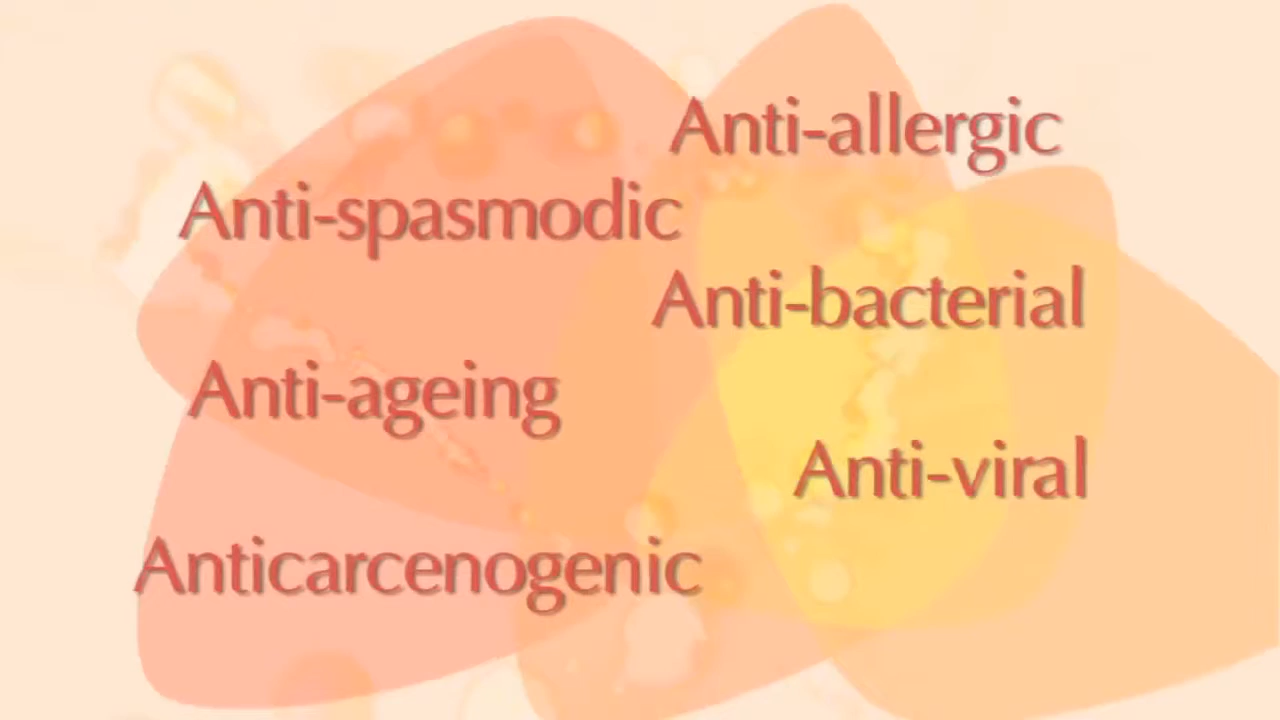 Anti-allergic
Anti-spasmodic
Anti-bacterial
Anti-ageing
Anti-viral
Anticarcenogenic